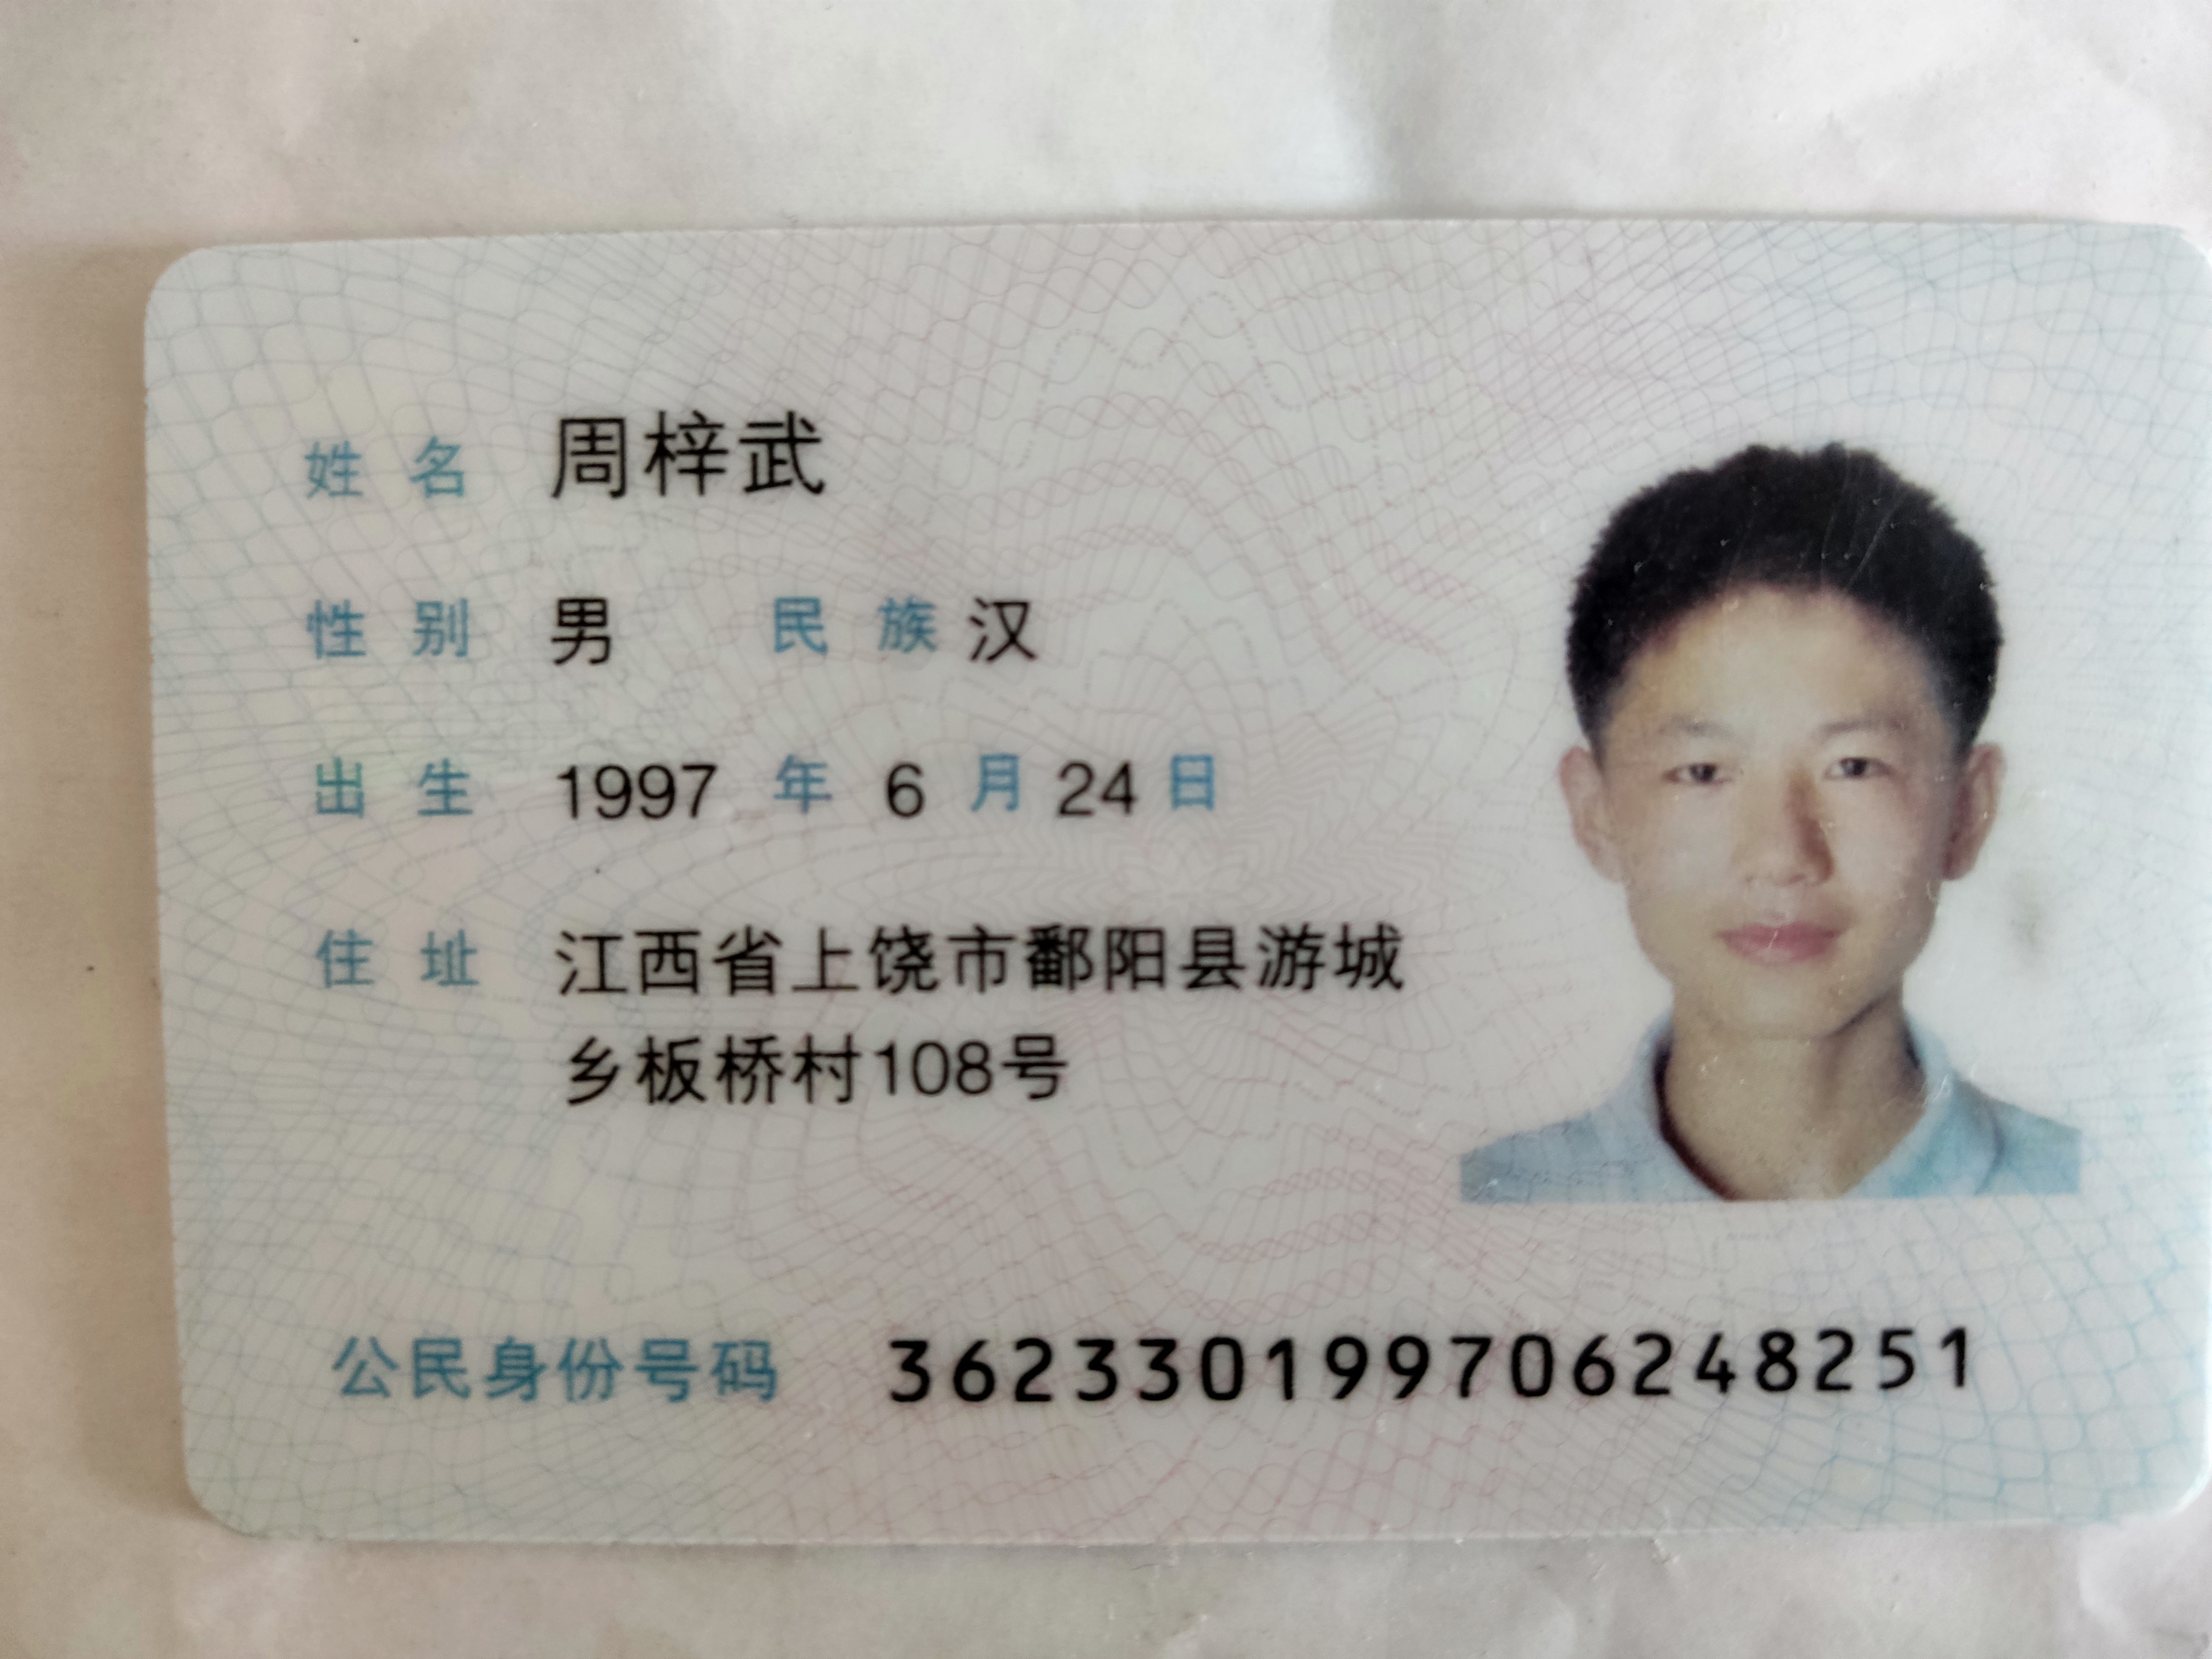 姓名 周梓武
性别 男 民族 汉
出生 1997 年 6 月 24 日
住址 江西省上饶市鄱阳县游城
乡板桥村108号
公民身份号码 362330199706248251